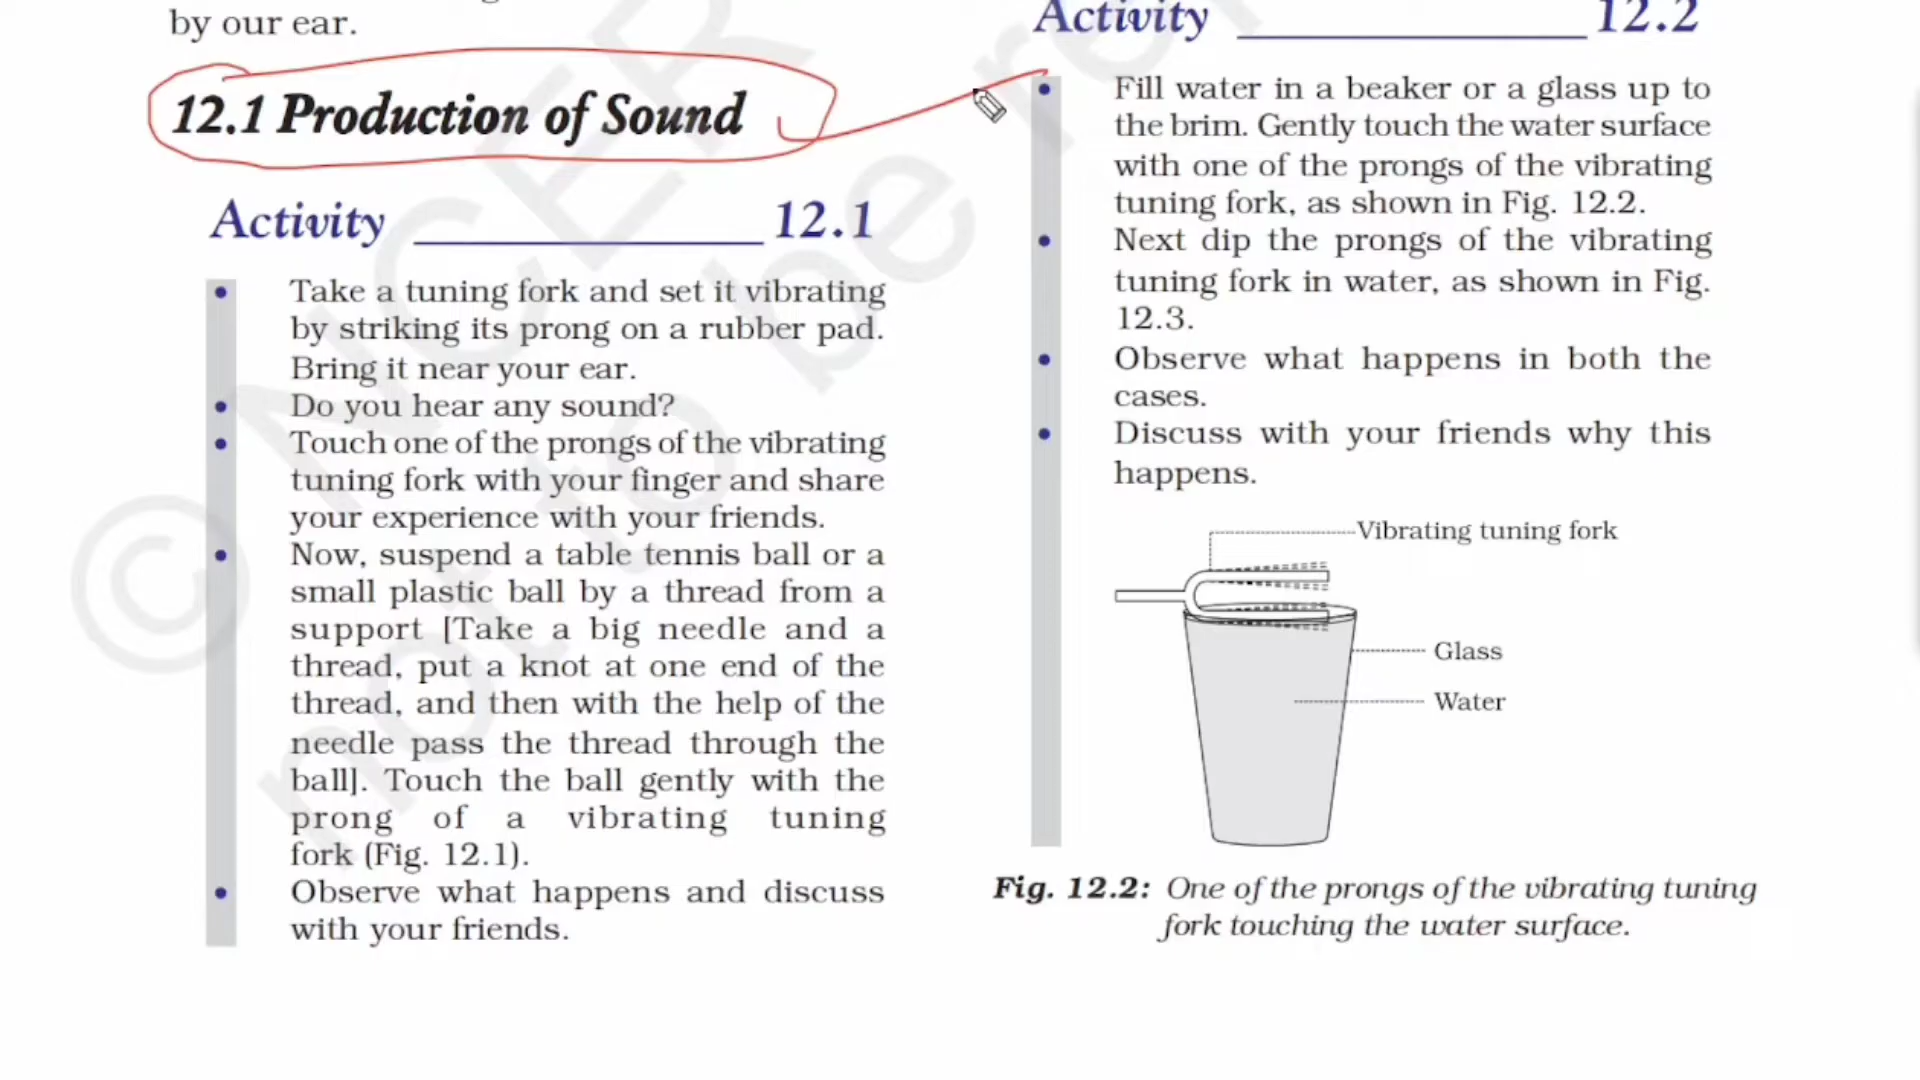 by our ear.
12.1 Production of Sound
Activity 12.1
• Take a tuning fork and set it vibrating
by striking its prong on a rubber pad.
Bring it near your ear.
• Do you hear any sound?
• Touch one of the prongs of the vibrating
tuning fork with your finger and share
your experience with your friends.
• Now, suspend a table tennis ball or a
small plastic ball by a thread from a
support [Take a big needle and a
thread, put a knot at one end of the
thread, and then with the help of the
needle pass the thread through the
ball]. Touch the ball gently with the
prong of a vibrating tuning
fork (Fig. 12.1).
• Observe what happens and discuss
with your friends.
Activity 12.2
• Fill water in a beaker or a glass up to
the brim. Gently touch the water surface
with one of the prongs of the vibrating
tuning fork, as shown in Fig. 12.2.
• Next dip the prongs of the vibrating
tuning fork in water, as shown in Fig.
12.3.
• Observe what happens in both the
cases.
• Discuss with your friends why this
happens.
Vibrating tuning fork
Glass
Water
Fig. 12.2: One of the prongs of the vibrating tuning
fork touching the water surface.
© NCER
not to be re